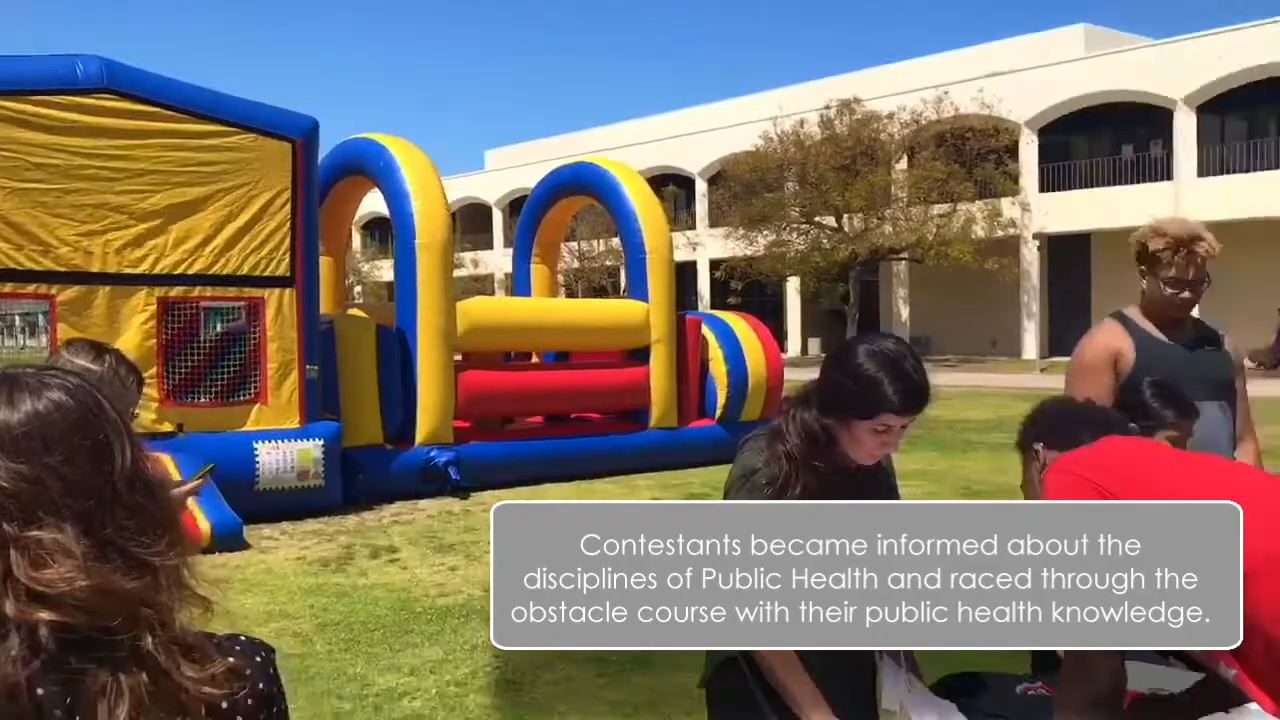 Contestants became informed about the
disciplines of Public Health and raced through the
obstacle course with their public health knowledge.